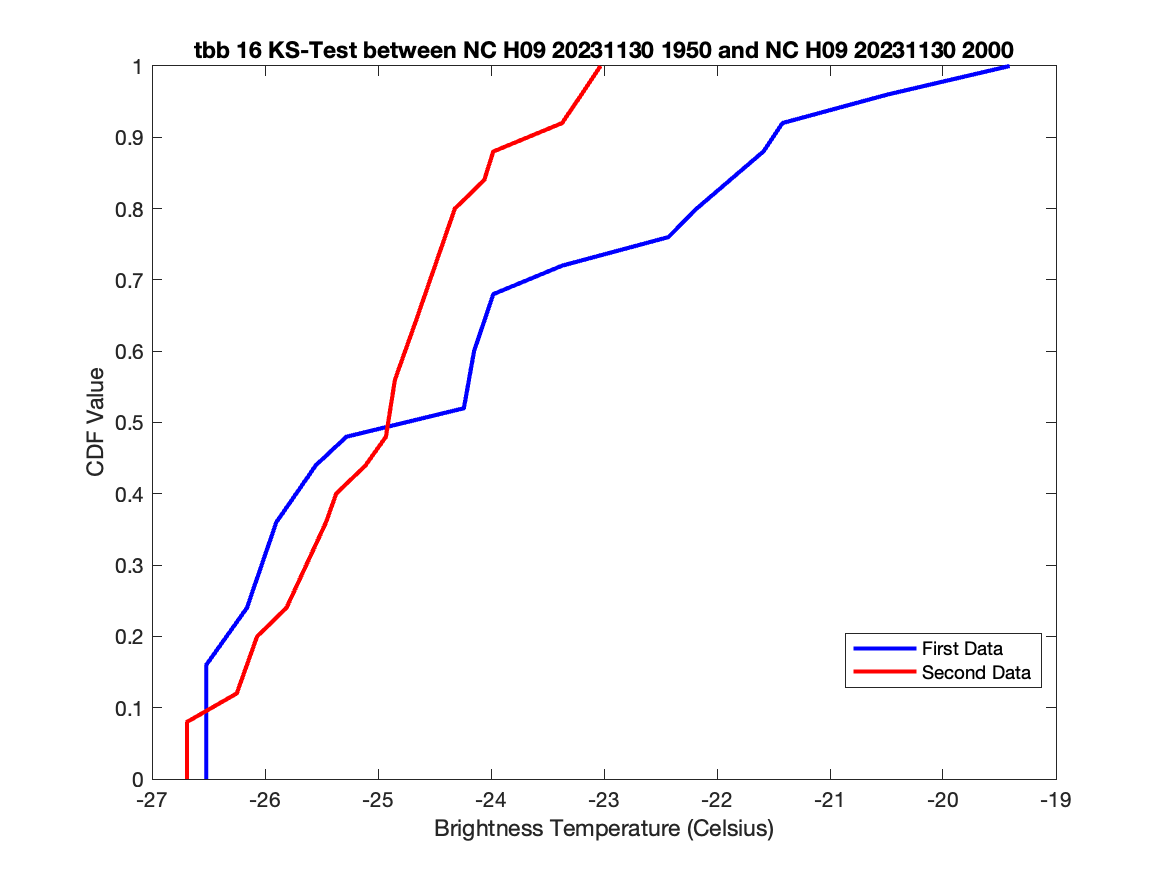 tbb 16 KS-Test between NC H09 20231130 1950 and NC H09 20231130 2000
1
0.9
0.8
0.7
0.6
0.5
0.4
0.3
0.2
0.1
0
CDF Value
First Data
Second Data
-27 -26 -25 -24 -23 -22 -21 -20 -19
Brightness Temperature (Celsius)